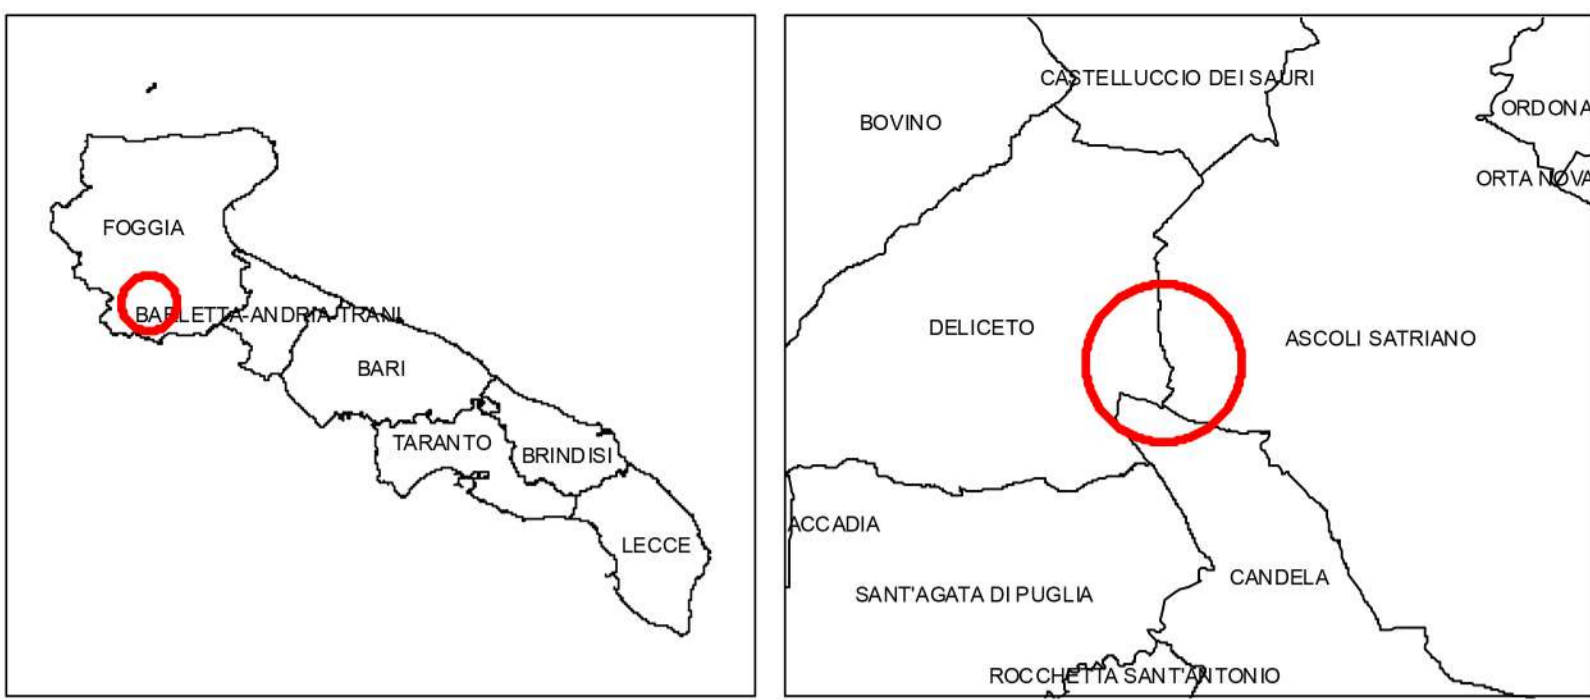 FOGGIA
BARLETTA-ANDRIA-TRANI
BARI
TARANTO
BRINDISI
LECCE
CASTELLUCCIO DEI SAURI
BOVINO
ORDONA
ORTA NOVA
DELICETO
ASCOLI SATRIANO
ACCADIA
CANDELA
SANT'AGATA DI PUGLIA
ROCCHETTA SANT'ANTONIO